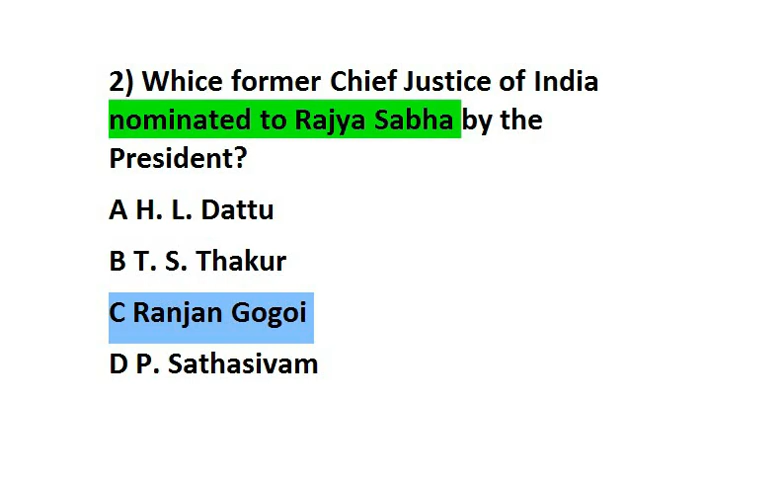 2) Whice former Chief Justice of India
nominated to Rajya Sabha by the
President?
A H. L. Dattu
B T. S. Thakur
C Ranjan Gogoi
D P. Sathasivam